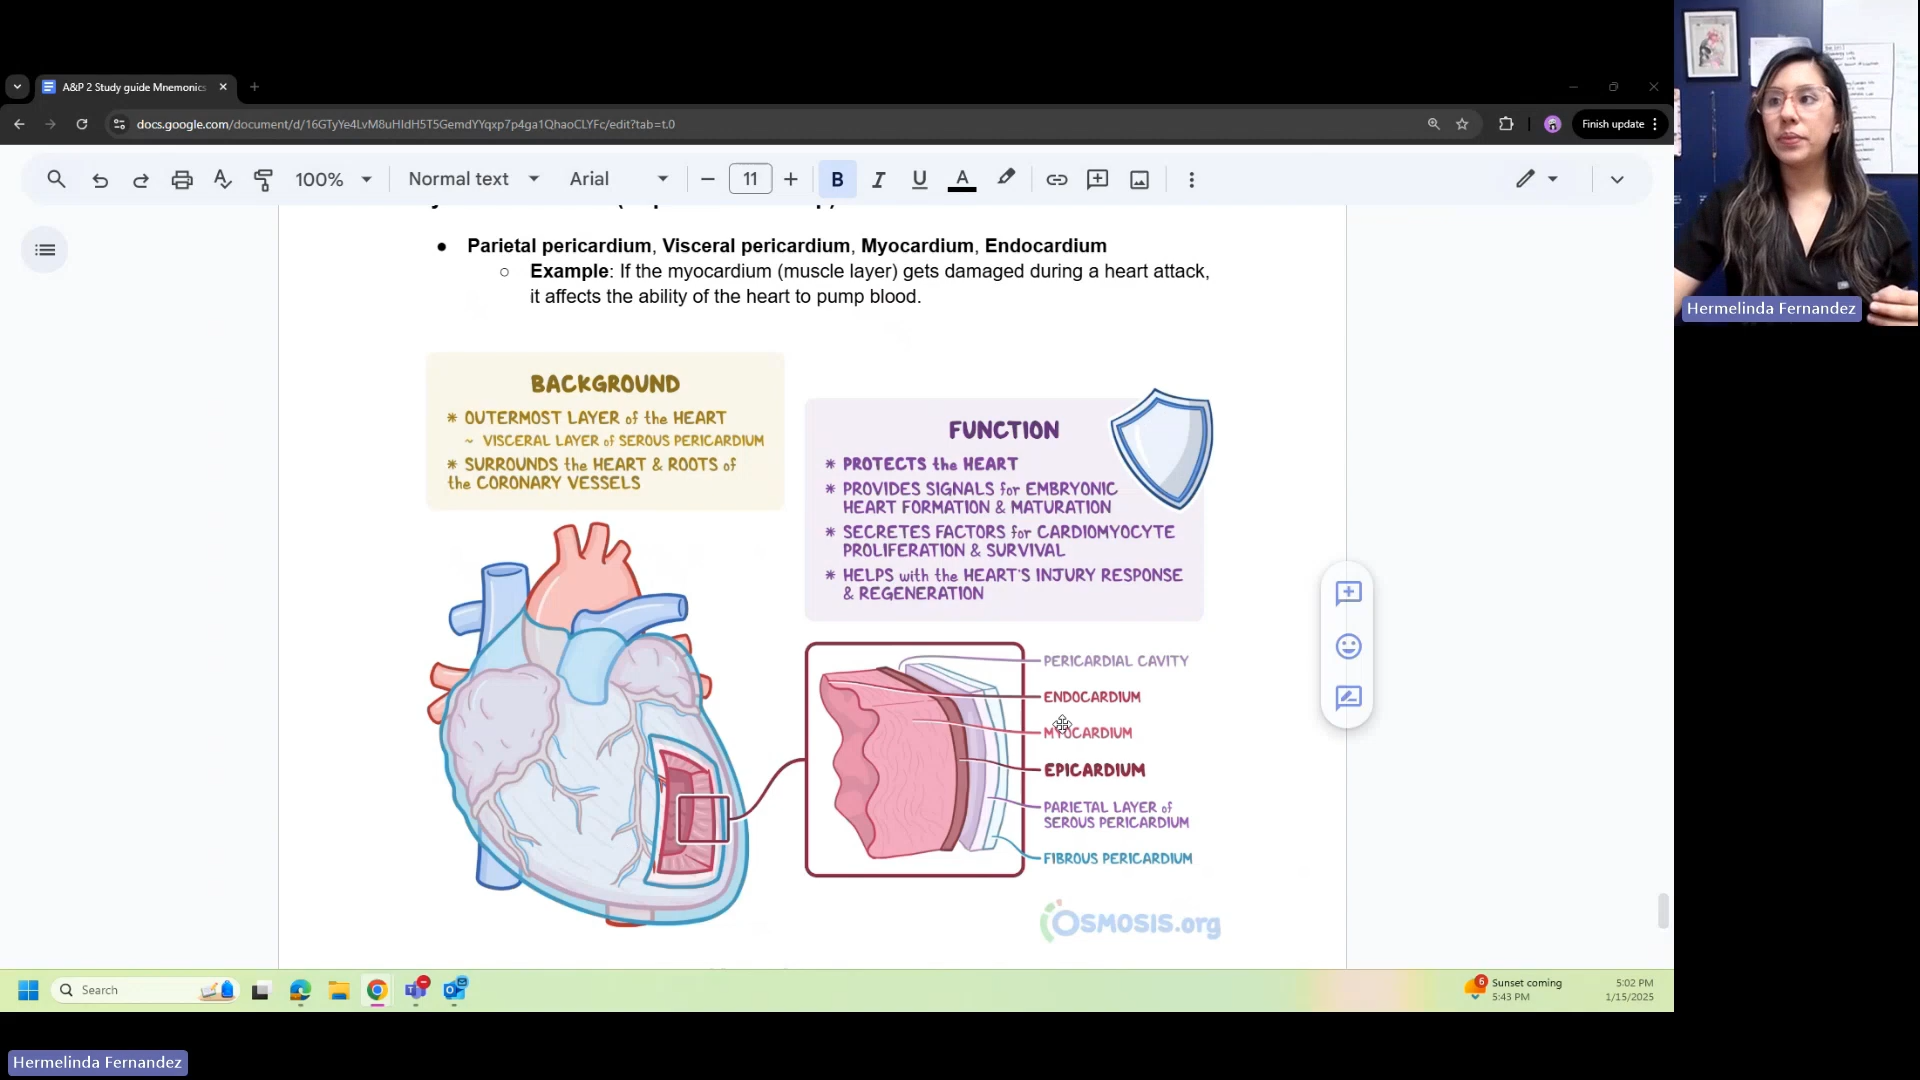 A&P 2 Study guide Mnemonics
docs.google.com/document/d/16GTyYe4LvM8uHIdH5T5GemdYYqxp7p4ga1QhaoCLYFc/edit?tab=t.0
Finish update
100%
Normal text
Arial
11
B
I
U
A
Parietal pericardium, Visceral pericardium, Myocardium, Endocardium
Example: If the myocardium (muscle layer) gets damaged during a heart attack,
it affects the ability of the heart to pump blood.
BACKGROUND
* OUTERMOST LAYER of the HEART
~ VISCERAL LAYER of SEROUS PERICARDIUM
* SURROUNDS the HEART & ROOTS of
the CORONARY VESSELS
FUNCTION
* PROTECTS the HEART
* PROVIDES SIGNALS for EMBRYONIC
HEART FORMATION & MATURATION
* SECRETES FACTORS for CARDIOMYOCYTE
PROLIFERATION & SURVIVAL
* HELPS with the HEART'S INJURY RESPONSE
& REGENERATION
PERICARDIAL CAVITY
ENDOCARDIUM
MYOCARDIUM
EPICARDIUM
PARIETAL LAYER of
SEROUS PERICARDIUM
FIBROUS PERICARDIUM
OSMOSIS.org
Search
6
Sunset coming
5:43 PM
5:02 PM
1/15/2025
Hermelinda Fernandez
Hermelinda Fernandez